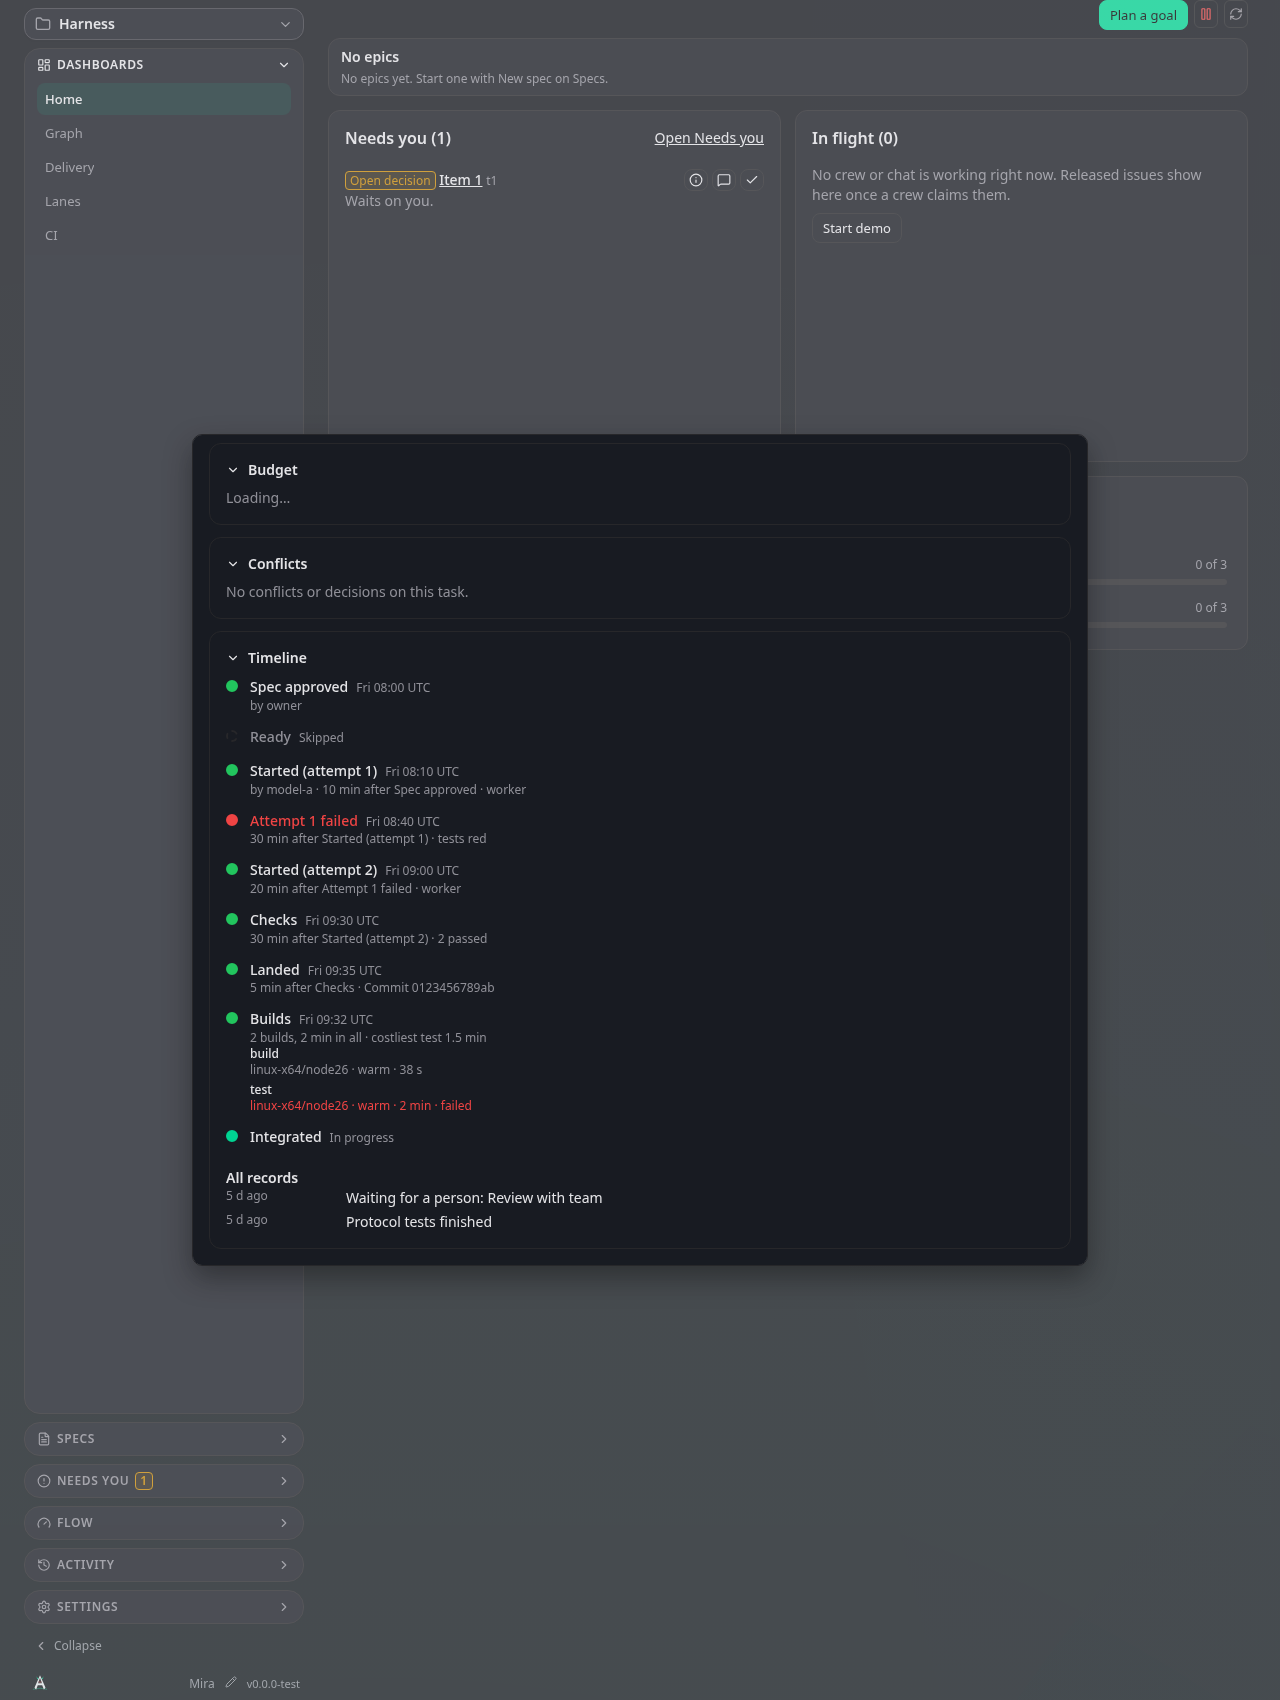 Harness
Plan a goal
DASHBOARDS
Home
Graph
Delivery
Lanes
CI
No epics
No epics yet. Start one with New spec on Specs.
Needs you (1)
Open Needs you
Open decision Item 1 t1
Waits on you.
In flight (0)
No crew or chat is working right now. Released issues show
here once a crew claims them.
Start demo
0 of 3
0 of 3
Budget
Loading...
Conflicts
No conflicts or decisions on this task.
Timeline
Spec approved Fri 08:00 UTC
by owner
Ready Skipped
Started (attempt 1) Fri 08:10 UTC
by model-a · 10 min after Spec approved · worker
Attempt 1 failed Fri 08:40 UTC
30 min after Started (attempt 1) · tests red
Started (attempt 2) Fri 09:00 UTC
20 min after Attempt 1 failed · worker
Checks Fri 09:30 UTC
30 min after Started (attempt 2) · 2 passed
Landed Fri 09:35 UTC
5 min after Checks · Commit 0123456789ab
Builds Fri 09:32 UTC
2 builds, 2 min in all · costliest test 1.5 min
build
linux-x64/node26 · warm · 38 s
test
linux-x64/node26 · warm · 2 min · failed
Integrated In progress
All records
5 d ago Waiting for a person: Review with team
5 d ago Protocol tests finished
SPECS
NEEDS YOU 1
FLOW
ACTIVITY
SETTINGS
Collapse
A Mira v0.0.0-test